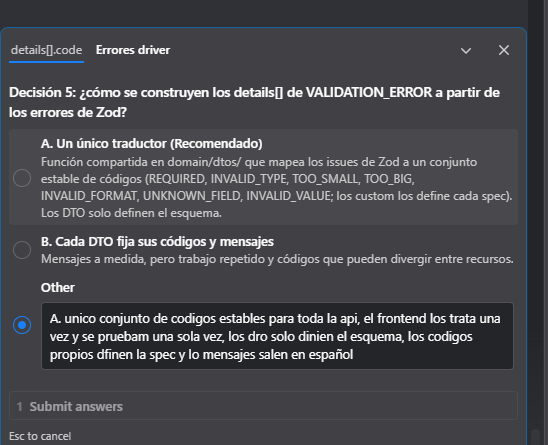 details[].code Errores driver
Decisión 5: ¿cómo se construyen los details[] de VALIDATION_ERROR a partir de
los errores de Zod?
A. Un único traductor (Recomendado)
Función compartida en domain/dtos/ que mapea los issues de Zod a un conjunto
estable de códigos (REQUIRED, INVALID_TYPE, TOO_SMALL, TOO_BIG,
INVALID_FORMAT, UNKNOWN_FIELD, INVALID_VALUE; los custom los define cada spec).
Los DTO solo definen el esquema.
B. Cada DTO fija sus códigos y mensajes
Mensajes a medida, pero trabajo repetido y códigos que pueden divergir entre recursos.
Other
A. unico conjunto de codigos estables para toda la api, el frontend los trata una
vez y se pruebam una sola vez, los dro solo dinien el esquema, los codigos
propios dfinen la spec y lo mensajes salen en español
1 Submit answers
Esc to cancel